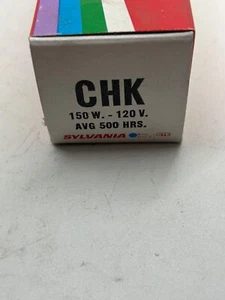 CHK
150 W. - 120 V.
AVG 500 HRS.
SYLVANIA